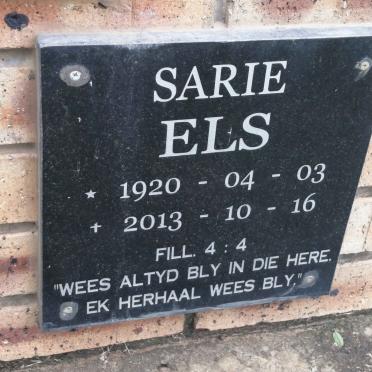 SARIE
ELS
★ 1920 - 04 - 03
✝ 2013 - 10 - 16
FILL. 4 : 4
"WEES ALTYD BLY IN DIE HERE.
EK HERHAAL WEES BLY,"